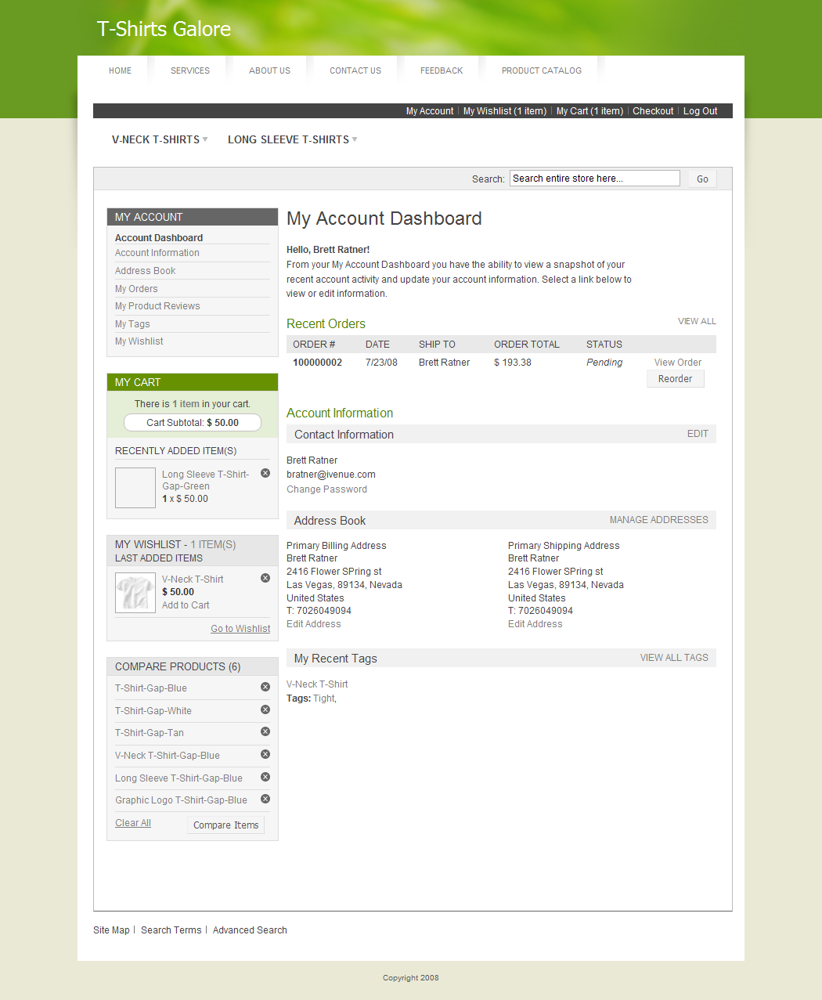 T-Shirts Galore
HOME SERVICES ABOUT US CONTACT US FEEDBACK PRODUCT CATALOG
My Account My Wishlist (1 item) My Cart (1 item) Checkout Log Out
V-NECK T-SHIRTS LONG SLEEVE T-SHIRTS
Search: Search entire store here... Go
MY ACCOUNT
Account Dashboard
Account Information
Address Book
My Orders
My Product Reviews
My Tags
My Wishlist
MY CART
There is 1 item in your cart.
Cart Subtotal: $ 50.00
RECENTLY ADDED ITEM(S)
Long Sleeve T-Shirt-
Gap-Green
1 x $ 50.00
MY WISHLIST - 1 ITEM(S)
LAST ADDED ITEMS
V-Neck T-Shirt
$ 50.00
Add to Cart
Go to Wishlist
COMPARE PRODUCTS (6)
T-Shirt-Gap-Blue
T-Shirt-Gap-White
T-Shirt-Gap-Tan
V-Neck T-Shirt-Gap-Blue
Long Sleeve T-Shirt-Gap-Blue
Graphic Logo T-Shirt-Gap-Blue
Clear All Compare Items
My Account Dashboard
Hello, Brett Ratner!
From your My Account Dashboard you have the ability to view a snapshot of your
recent account activity and update your account information. Select a link below to
view or edit information.
Recent Orders VIEW ALL
ORDER # DATE SHIP TO ORDER TOTAL STATUS
100000002 7/23/08 Brett Ratner $ 193.38 Pending View Order
Reorder
Account Information
Contact Information EDIT
Brett Ratner
bratner@ivenue.com
Change Password
Address Book MANAGE ADDRESSES
Primary Billing Address
Brett Ratner
2416 Flower SPring st
Las Vegas, 89134, Nevada
United States
T: 7026049094
Edit Address
Primary Shipping Address
Brett Ratner
2416 Flower SPring st
Las Vegas, 89134, Nevada
United States
T: 7026049094
Edit Address
My Recent Tags VIEW ALL TAGS
V-Neck T-Shirt
Tags: Tight,
Site Map Search Terms Advanced Search
Copyright 2008